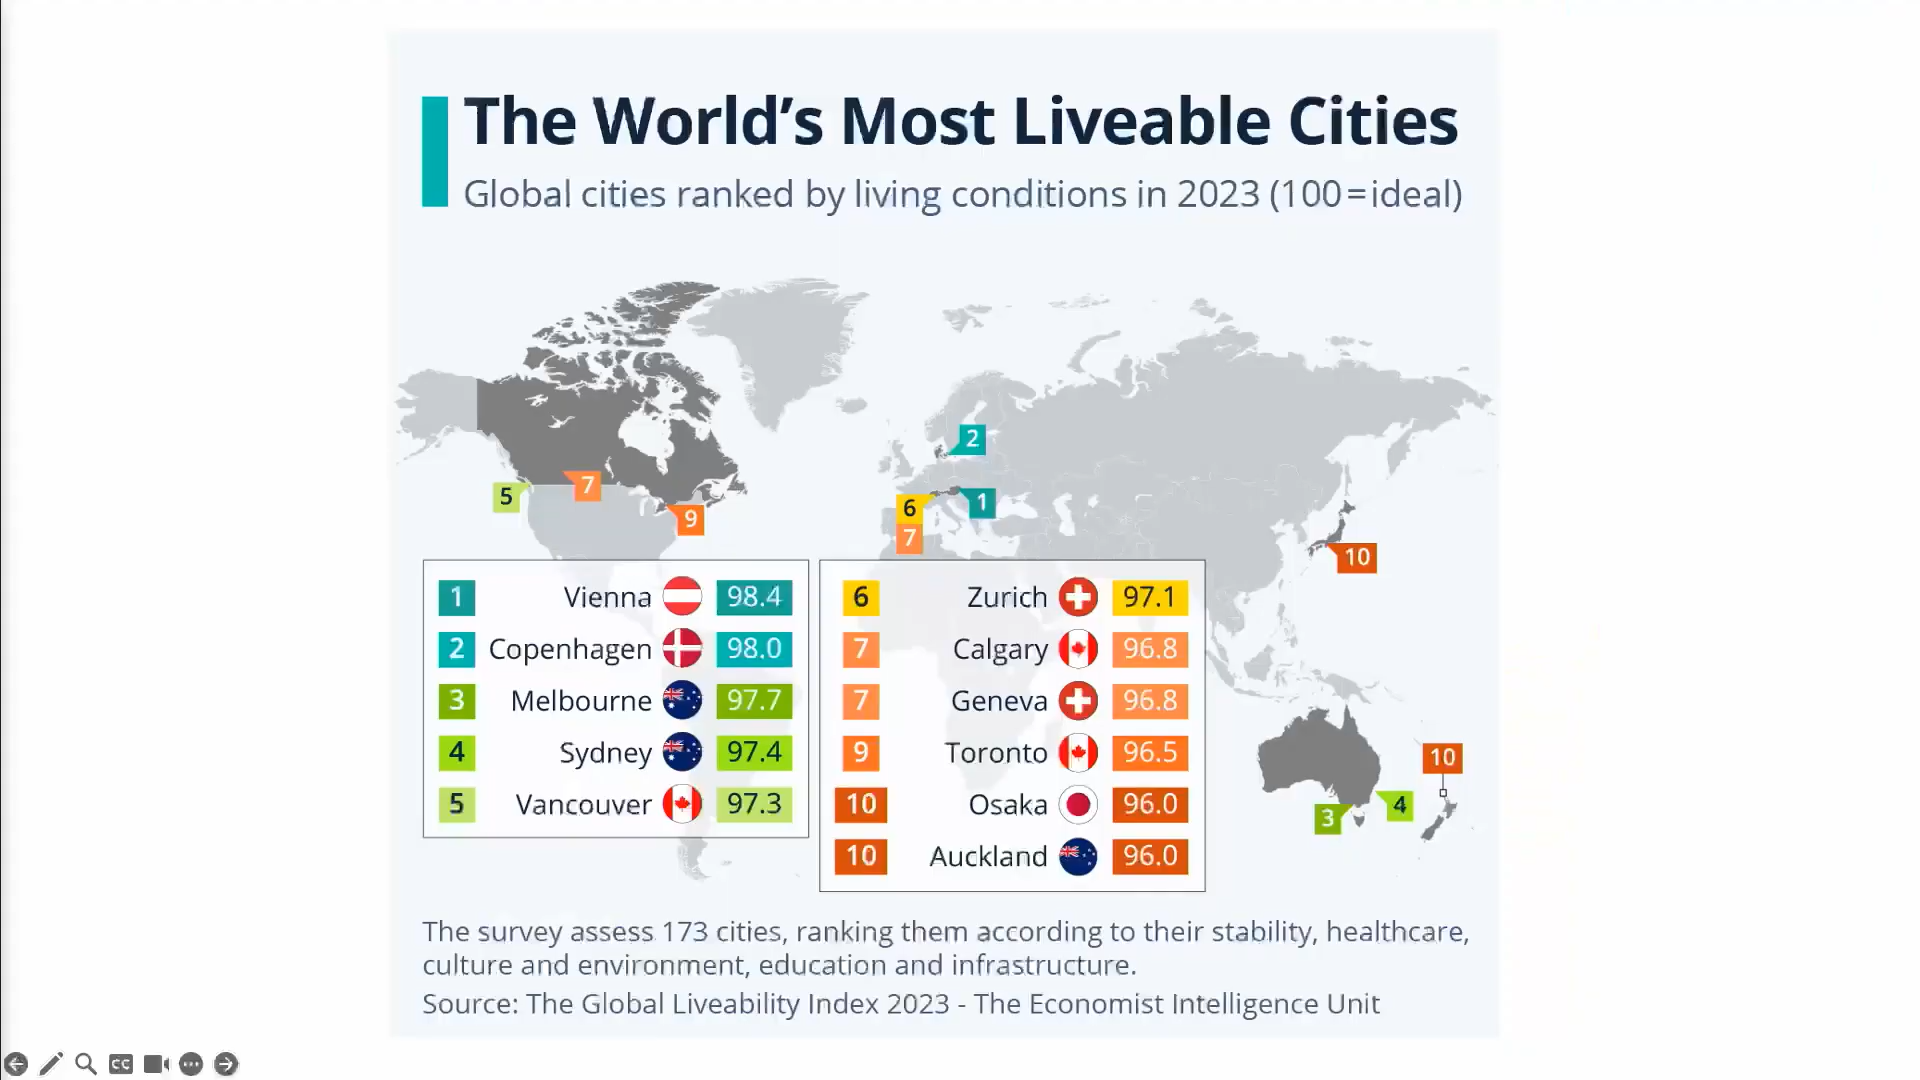 The World's Most Liveable Cities
Global cities ranked by living conditions in 2023 (100=ideal)
2
5
7
9
6
1
7
10
1 Vienna 98.4
2 Copenhagen 98.0
3 Melbourne 97.7
4 Sydney 97.4
5 Vancouver 97.3
6 Zurich 97.1
7 Calgary 96.8
7 Geneva 96.8
9 Toronto 96.5
10 Osaka 96.0
10 Auckland 96.0
10
3
4
The survey assess 173 cities, ranking them according to their stability, healthcare,
culture and environment, education and infrastructure.
Source: The Global Liveability Index 2023 - The Economist Intelligence Unit
CC